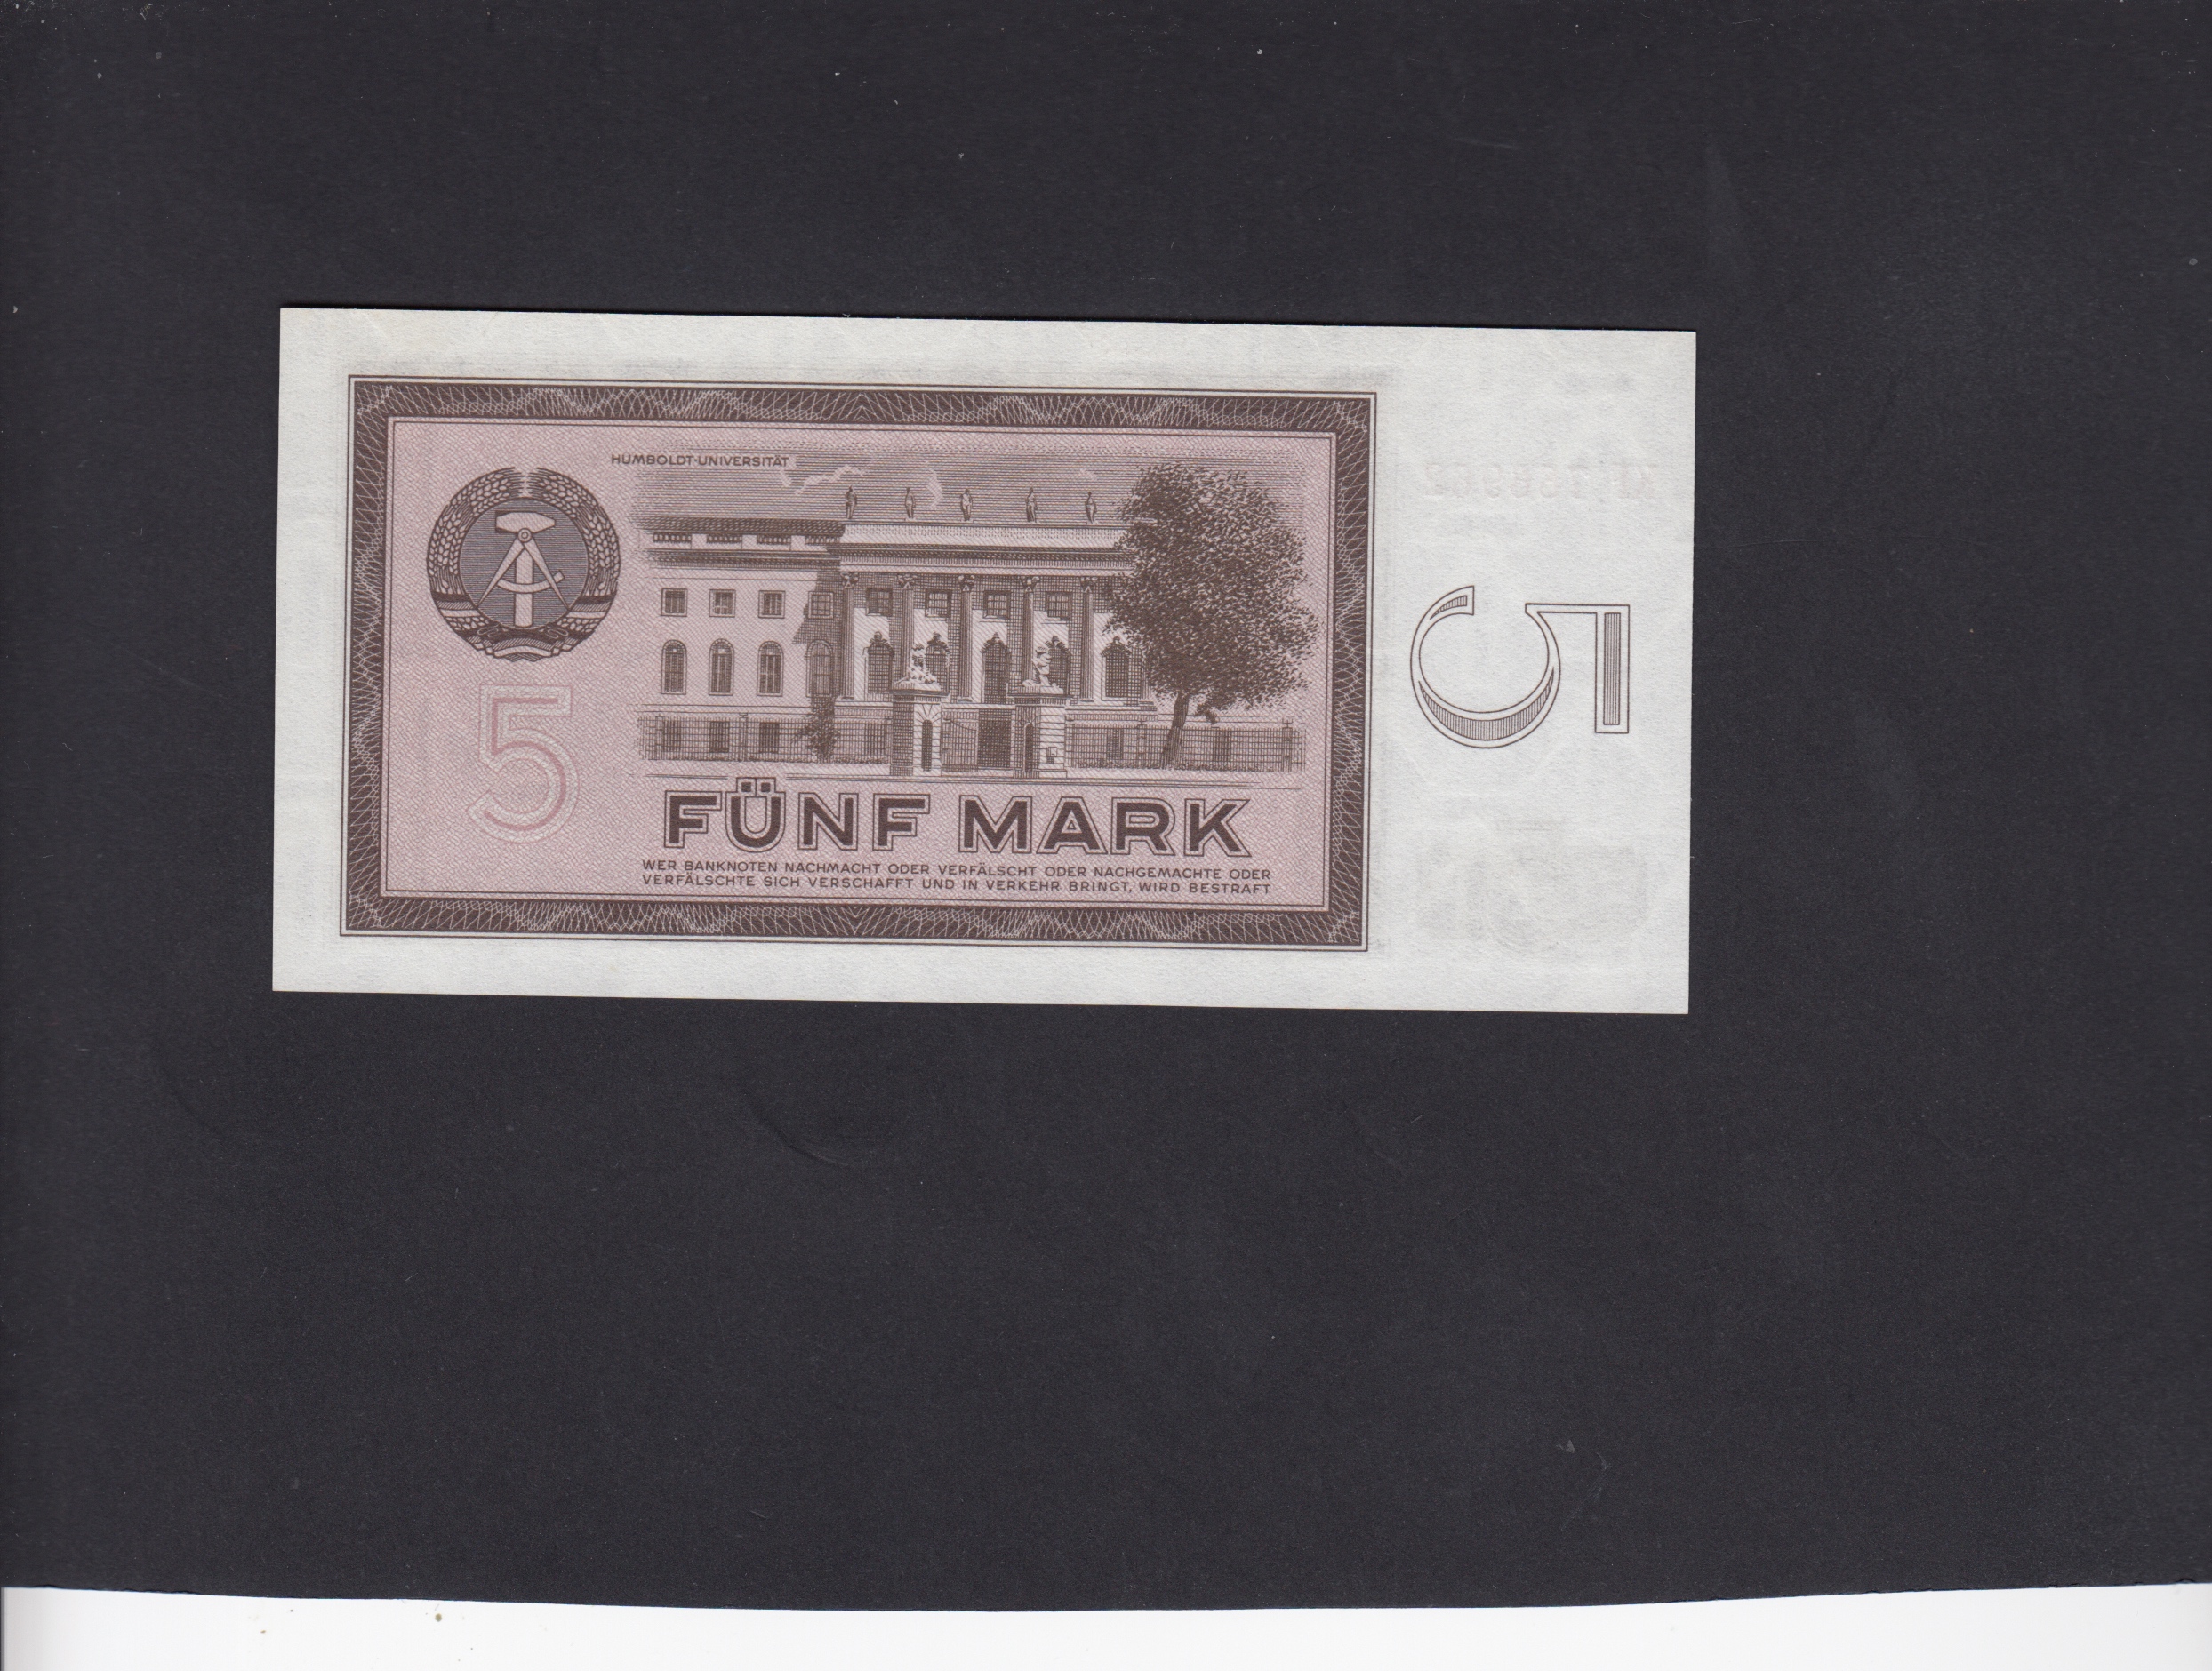 HUMBOLDT-UNIVERSITÄT
5
5
FÜNF MARK
WER BANKNOTEN NACHMACHT ODER VERFÄLSCHT ODER NACHGEMACHTE ODER
VERFÄLSCHTE SICH VERSCHAFFT UND IN VERKEHR BRINGT, WIRD BESTRAFT